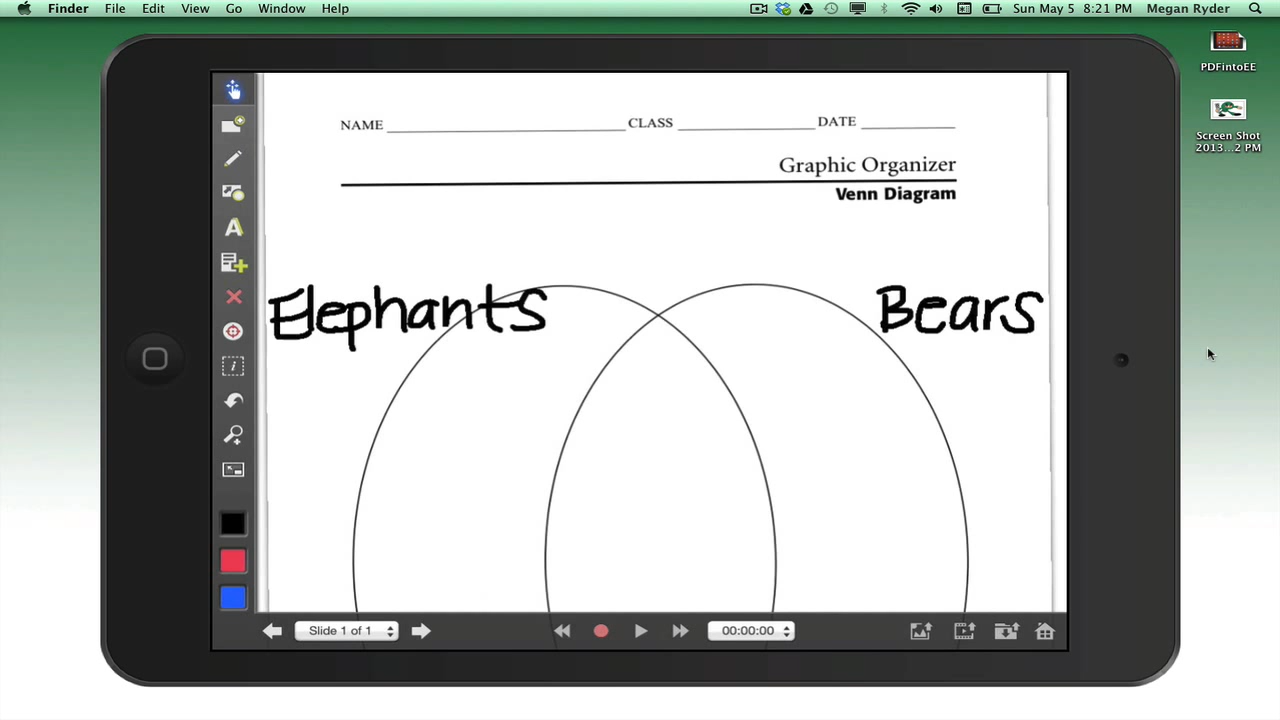 Finder File Edit View Go Window Help Sun May 5 8:21 PM Megan Ryder
PDFintoEE
Screen Shot
2013...2 PM
NAME CLASS DATE
Graphic Organizer
Venn Diagram
Elephants Bears
A
i
Slide 1 of 1 00:00:00